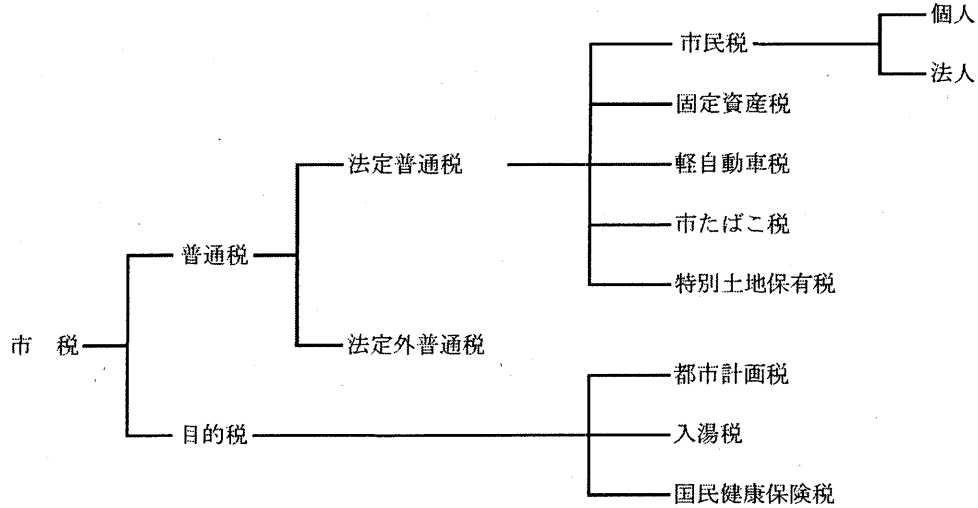 個人
市民税
法人
固定資産税
法定普通税
軽自動車税
市たばこ税
普通税
特別土地保有税
市 税
法定外普通税
都市計画税
目的税
入湯税
国民健康保険税